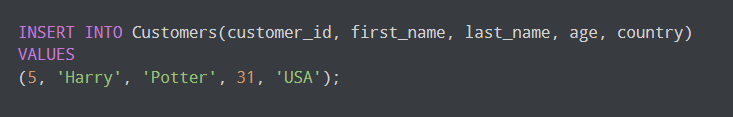 INSERT INTO Customers(customer_id, first_name, last_name, age, country)
VALUES
(5, 'Harry', 'Potter', 31, 'USA');